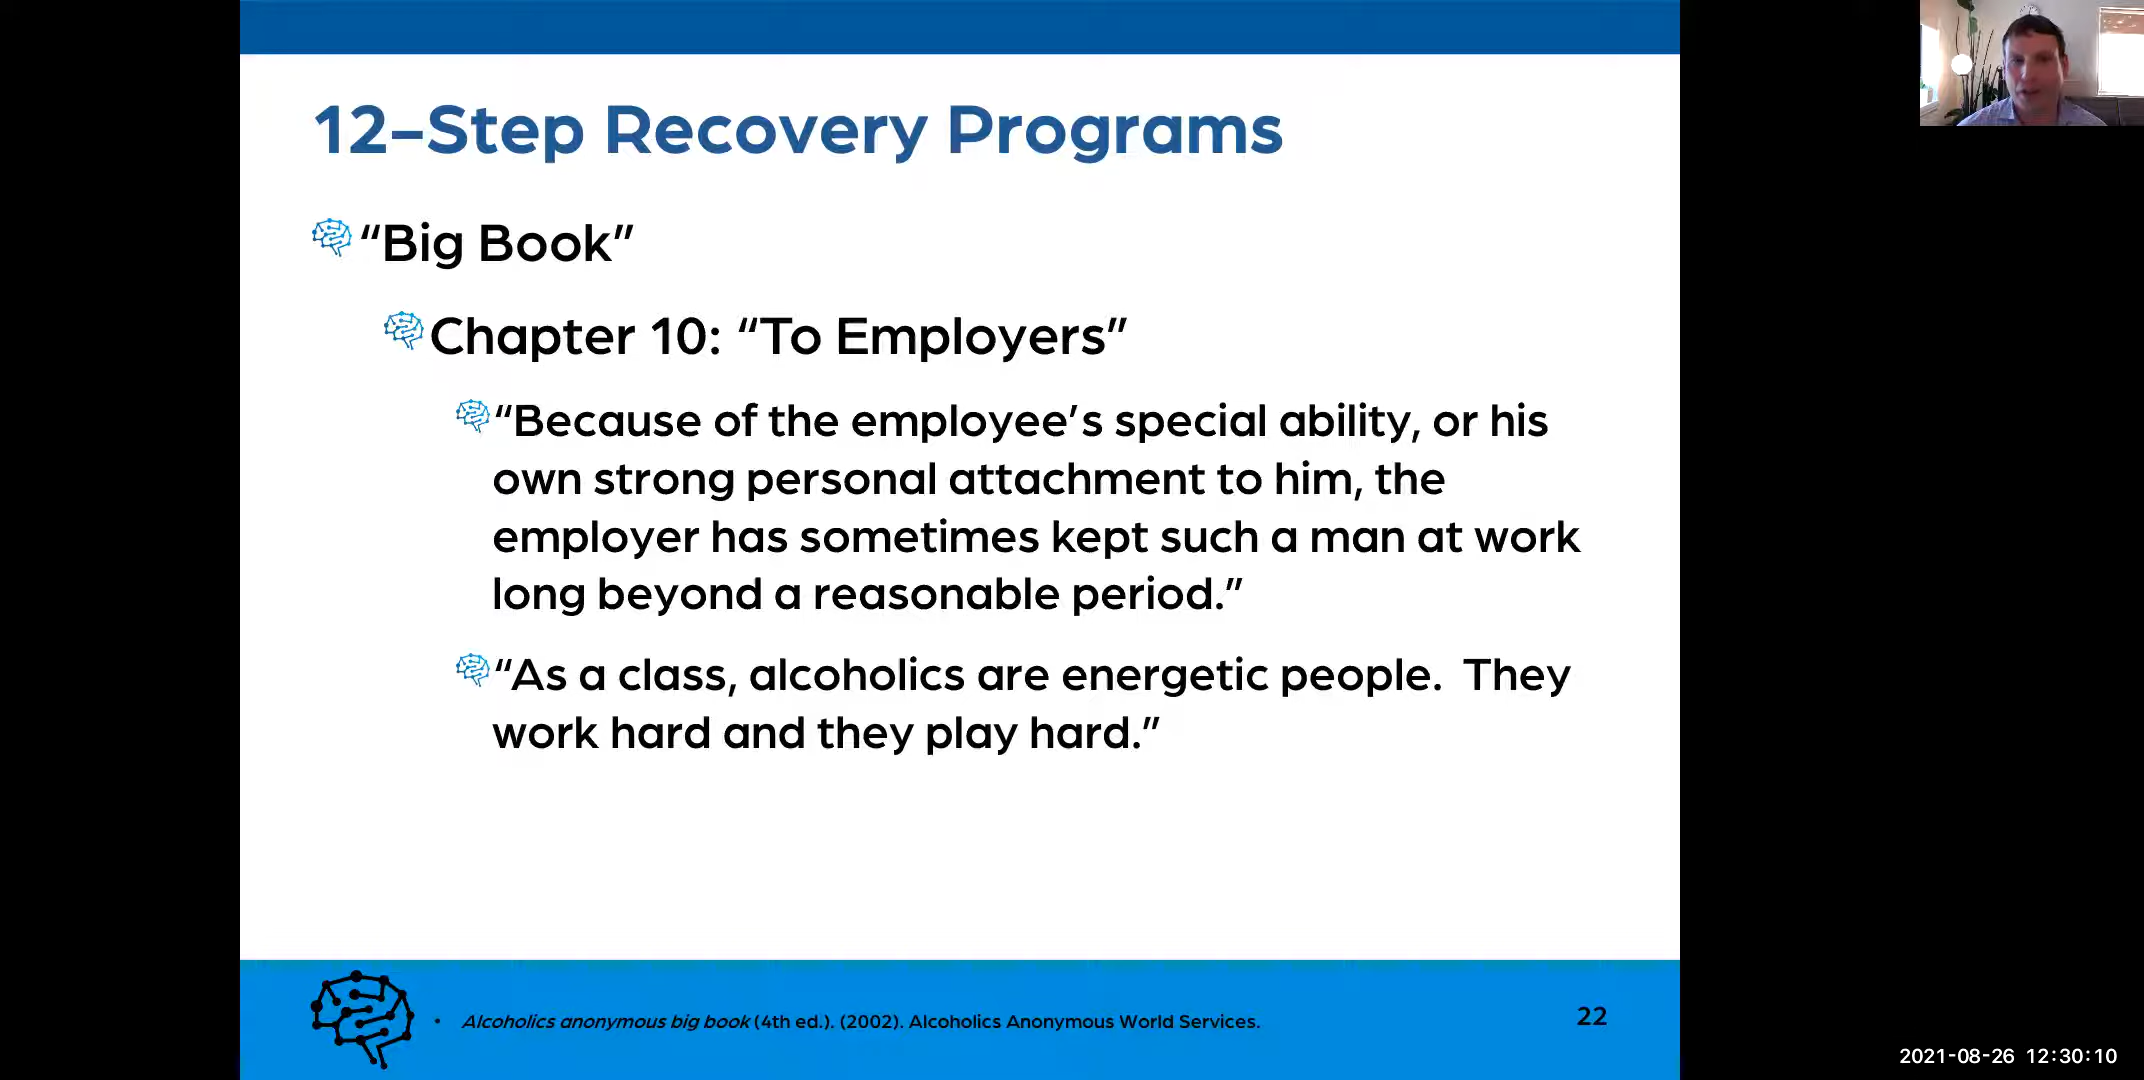 12–Step Recovery Programs
“Big Book”
Chapter 10: “To Employers”
“Because of the employee’s special ability, or his
own strong personal attachment to him, the
employer has sometimes kept such a man at work
long beyond a reasonable period.”
“As a class, alcoholics are energetic people.  They
work hard and they play hard.”
• Alcoholics anonymous big book (4th ed.). (2002). Alcoholics Anonymous World Services.
22
2021-08-26 12:30:10